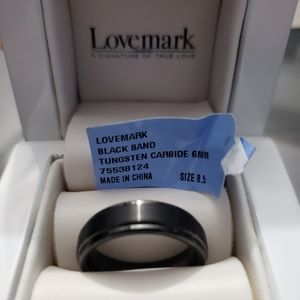 Lovemark
A SIGNATURE OF TRUE LOVE
LOVEMARK
BLACK BAND
TUNGSTEN CARBIDE 6MM
75538124
MADE IN CHINA SIZE 8.5